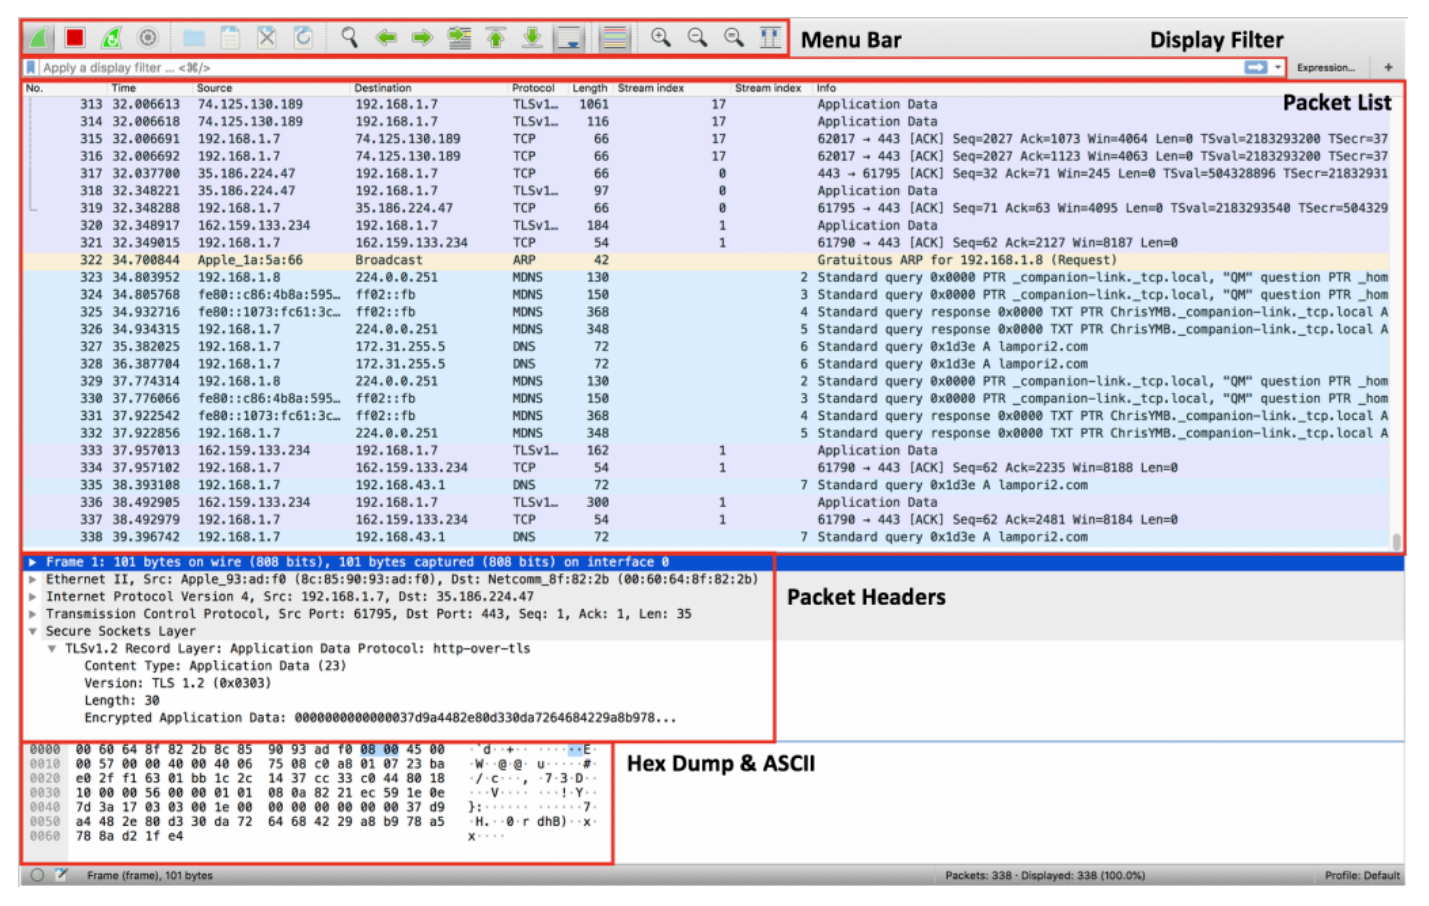 Menu Bar
Display Filter
Apply a display filter ... <⌘/>
Expression...
+
No. Time Source Destination Protocol Length Stream index Stream index Info
Packet List
313 32.006613 74.125.130.189 192.168.1.7 TLSv1… 1061 17 Application Data
314 32.006618 74.125.130.189 192.168.1.7 TLSv1… 116 17 Application Data
315 32.006691 192.168.1.7 74.125.130.189 TCP 66 17 62017 → 443 [ACK] Seq=2027 Ack=1073 Win=4064 Len=0 TSval=2183293200 TSecr=37
316 32.006692 192.168.1.7 74.125.130.189 TCP 66 17 62017 → 443 [ACK] Seq=2027 Ack=1123 Win=4063 Len=0 TSval=2183293200 TSecr=37
317 32.037700 35.186.224.47 192.168.1.7 TCP 66 0 443 → 61795 [ACK] Seq=32 Ack=71 Win=245 Len=0 TSval=504328896 TSecr=21832931
318 32.348221 35.186.224.47 192.168.1.7 TLSv1… 97 0 Application Data
319 32.348288 192.168.1.7 35.186.224.47 TCP 66 0 61795 → 443 [ACK] Seq=71 Ack=63 Win=4095 Len=0 TSval=2183293540 TSecr=504329
320 32.348917 162.159.133.234 192.168.1.7 TLSv1… 184 1 Application Data
321 32.349015 192.168.1.7 162.159.133.234 TCP 54 1 61790 → 443 [ACK] Seq=62 Ack=2127 Win=8187 Len=0
322 34.700844 Apple_1a:5a:66 Broadcast ARP 42 Gratuitous ARP for 192.168.1.8 (Request)
323 34.803952 192.168.1.8 224.0.0.251 MDNS 130 2 Standard query 0x0000 PTR _companion-link._tcp.local, "QM" question PTR _hom
324 34.805768 fe80::c86:4b8a:595… ff02::fb MDNS 150 3 Standard query 0x0000 PTR _companion-link._tcp.local, "QM" question PTR _hom
325 34.932716 fe80::1073:fc61:3c… ff02::fb MDNS 368 4 Standard query response 0x0000 TXT PTR ChrisYMB._companion-link._tcp.local A
326 34.934315 192.168.1.7 224.0.0.251 MDNS 348 5 Standard query response 0x0000 TXT PTR ChrisYMB._companion-link._tcp.local A
327 35.382025 192.168.1.7 172.31.255.5 DNS 72 6 Standard query 0x1d3e A lampori2.com
328 36.387704 192.168.1.7 172.31.255.5 DNS 72 6 Standard query 0x1d3e A lampori2.com
329 37.774314 192.168.1.8 224.0.0.251 MDNS 130 2 Standard query 0x0000 PTR _companion-link._tcp.local, "QM" question PTR _hom
330 37.776066 fe80::c86:4b8a:595… ff02::fb MDNS 150 3 Standard query 0x0000 PTR _companion-link._tcp.local, "QM" question PTR _hom
331 37.922542 fe80::1073:fc61:3c… ff02::fb MDNS 368 4 Standard query response 0x0000 TXT PTR ChrisYMB._companion-link._tcp.local A
332 37.922856 192.168.1.7 224.0.0.251 MDNS 348 5 Standard query response 0x0000 TXT PTR ChrisYMB._companion-link._tcp.local A
333 37.957013 162.159.133.234 192.168.1.7 TLSv1… 162 1 Application Data
334 37.957102 192.168.1.7 162.159.133.234 TCP 54 1 61790 → 443 [ACK] Seq=62 Ack=2235 Win=8188 Len=0
335 38.393108 192.168.1.7 192.168.43.1 DNS 72 7 Standard query 0x1d3e A lampori2.com
336 38.492905 162.159.133.234 192.168.1.7 TLSv1… 300 1 Application Data
337 38.492979 192.168.1.7 162.159.133.234 TCP 54 1 61790 → 443 [ACK] Seq=62 Ack=2481 Win=8184 Len=0
338 39.396742 192.168.1.7 192.168.43.1 DNS 72 7 Standard query 0x1d3e A lampori2.com
Frame 1: 101 bytes on wire (808 bits), 101 bytes captured (808 bits) on interface 0
Ethernet II, Src: Apple_93:ad:f0 (8c:85:90:93:ad:f0), Dst: Netcomm_8f:82:2b (00:60:64:8f:82:2b)
Internet Protocol Version 4, Src: 192.168.1.7, Dst: 35.186.224.47
Transmission Control Protocol, Src Port: 61795, Dst Port: 443, Seq: 1, Ack: 1, Len: 35
Secure Sockets Layer
TLSv1.2 Record Layer: Application Data Protocol: http-over-tls
Content Type: Application Data (23)
Version: TLS 1.2 (0x0303)
Length: 30
Encrypted Application Data: 0000000000000037d9a4482e80d330da7264684229a8b978...
Packet Headers
0000 00 60 64 8f 82 2b 8c 85 90 93 ad f0 08 00 45 00 ·`d··+·· ······E·
0010 00 57 00 00 40 00 40 06 75 08 c0 a8 01 07 23 ba ·W··@·@· u·····#·
0020 e0 2f f1 63 01 bb 1c 2c 14 37 cc 33 c0 44 80 18 ·/·c···, ·7·3·D··
0030 10 00 00 56 00 00 01 01 08 0a 82 21 ec 59 1e 0e ···V···· ···!·Y··
0040 7d 3a 17 03 03 00 1e 00 00 00 00 00 00 00 37 d9 }:······ ······7·
0050 a4 48 2e 80 d3 30 da 72 64 68 42 29 a8 b9 78 a5 ·H.··0·r dhB)··x·
0060 78 8a d2 1f e4 x····
Hex Dump & ASCII
Frame (frame), 101 bytes
Packets: 338 · Displayed: 338 (100.0%)
Profile: Default